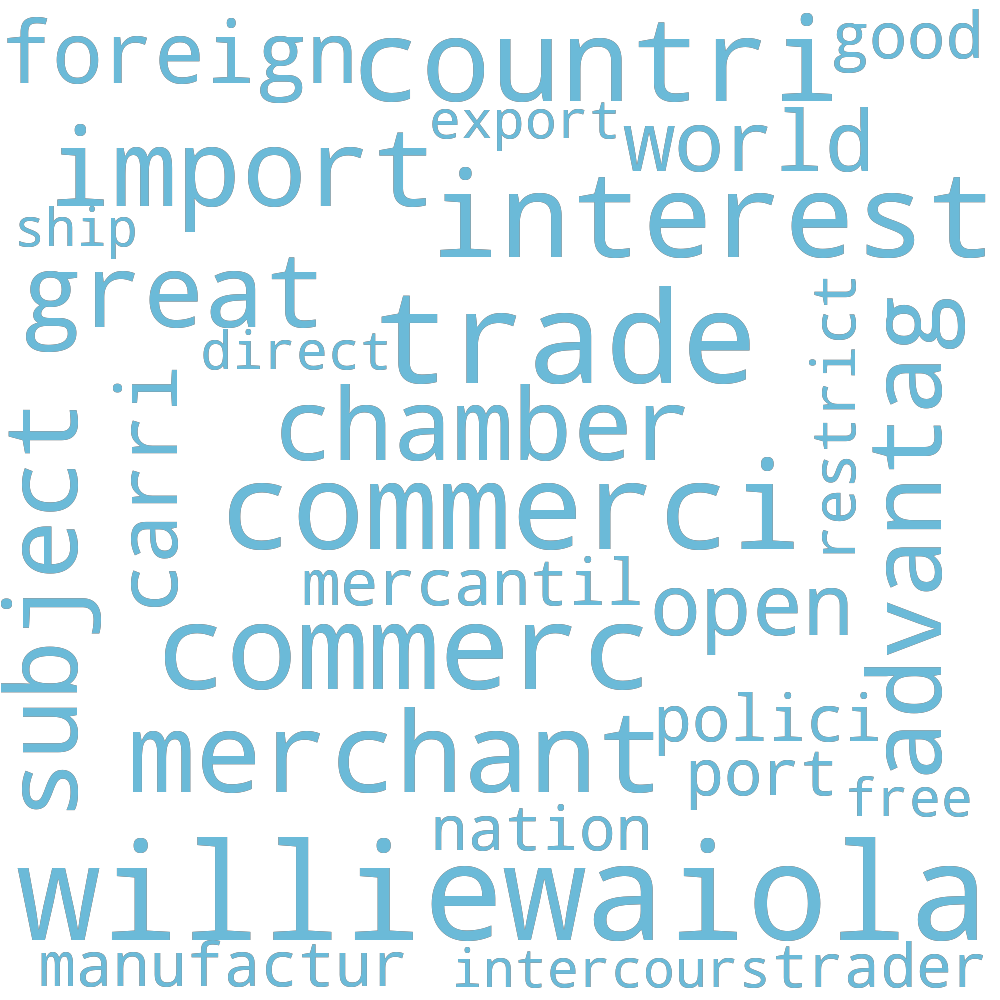 foreign
countri
good
export
world
import
interest
ship
great
trade
direct
restrict
advantag
chamber
carri
subject
commerci
mercantil
open
commerc
merchant
polici
port
free
nation
williewaiola
manufactur
intercours
trader